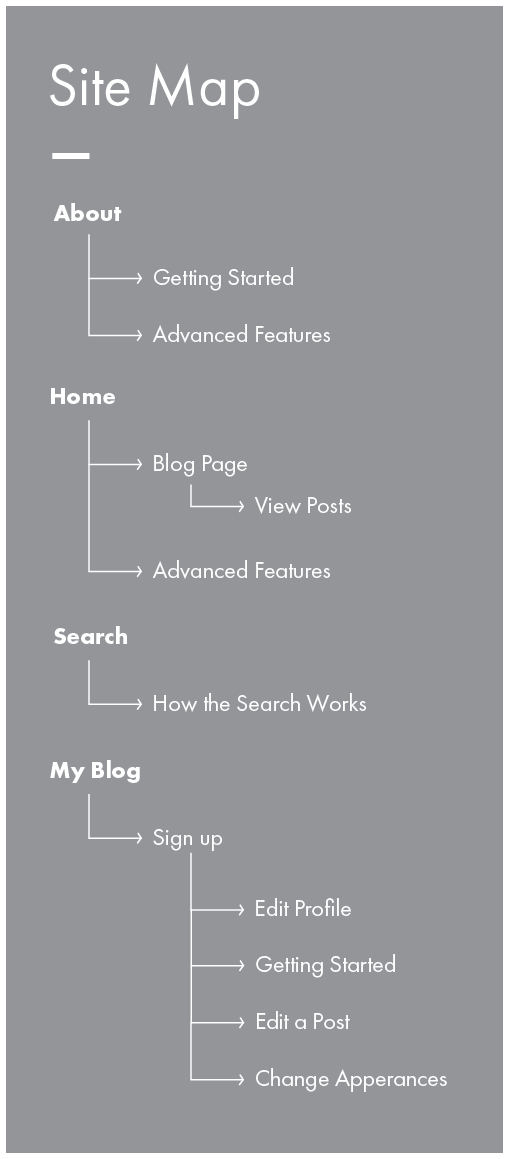 Site Map
About
Getting Started
Advanced Features
Home
Blog Page
View Posts
Advanced Features
Search
How the Search Works
My Blog
Sign up
Edit Profile
Getting Started
Edit a Post
Change Apperances